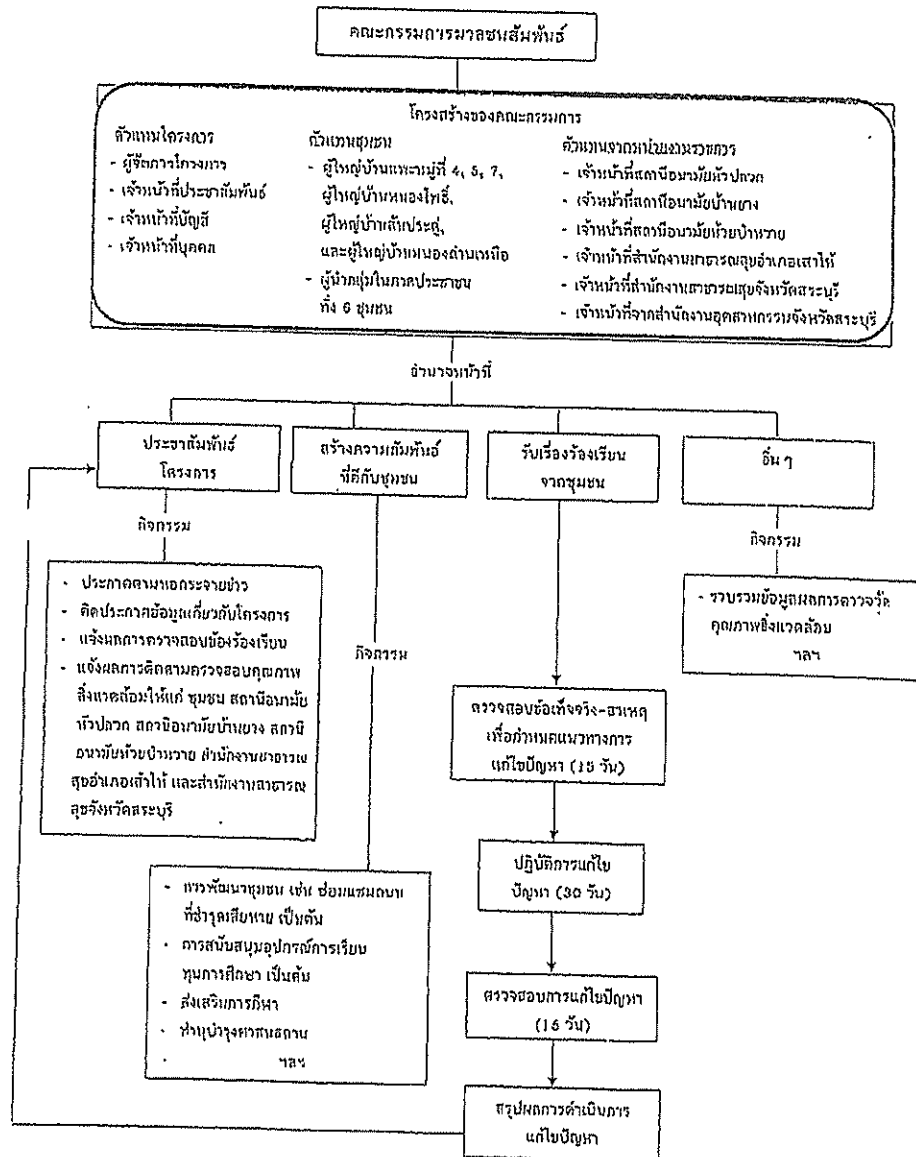 คณะกรรมการมวลชนสัมพันธ์
โครงสร้างของคณะกรรมการ
ตัวแทนโครงการ
- ผู้จัดการโครงการ
- เจ้าหน้าที่ประชาสัมพันธ์
- เจ้าหน้าที่บัญชี
- เจ้าหน้าที่บุคคล
ตัวแทนชุมชน
- ผู้ใหญ่บ้านแพะหมู่ที่ 4, 5, 7,
ผู้ใหญ่บ้านหนองโพธิ์,
ผู้ใหญ่บ้านสันประดู่,
และผู้ใหญ่บ้านหนองถ่านเหนือ
- ผู้นำกลุ่มในภาคประชาชน
ทั้ง 6 ชุมชน
ตัวแทนจากหน่วยงานราชการ
- เจ้าหน้าที่สถานีอนามัยหัวปลวก
- เจ้าหน้าที่สถานีอนามัยบ้านยาง
- เจ้าหน้าที่สถานีอนามัยห้วยป่าหวาย
- เจ้าหน้าที่สำนักงานสาธารณสุขอำเภอเสาไห้
- เจ้าหน้าที่สำนักงานสาธารณสุขจังหวัดสระบุรี
- เจ้าหน้าที่จากสำนักงานอุตสาหกรรมจังหวัดสระบุรี
อำนาจหน้าที่
ประชาสัมพันธ์
โครงการ
สร้างความสัมพันธ์
ที่ดีกับชุมชน
รับเรื่องร้องเรียน
จากชุมชน
อื่น ๆ
กิจกรรม
- ประกาศตามหอกระจายข่าว
- ติดประกาศข้อมูลเกี่ยวกับโครงการ
- แจ้งผลการตรวจสอบข้อร้องเรียน
- แจ้งผลการติดตามตรวจสอบคุณภาพ
สิ่งแวดล้อมให้แก่ ชุมชน สถานีอนามัย
หัวปลวก สถานีอนามัยบ้านยาง สถานี
อนามัยห้วยป่าหวาย สำนักงานสาธารณ
สุขอำเภอเสาไห้ และสำนักงานสาธารณ
สุขจังหวัดสระบุรี
กิจกรรม
- การพัฒนาชุมชน เช่น ซ่อมแซมถนน
ที่ชำรุดเสียหาย เป็นต้น
- การสนับสนุนอุปกรณ์การเรียน
ทุนการศึกษา เป็นต้น
- ส่งเสริมการกีฬา
- ทำนุบำรุงศาสนสถาน
- ฯลฯ
ตรวจสอบข้อเท็จจริง-สาเหตุ
เพื่อกำหนดแนวทางการ
แก้ไขปัญหา (15 วัน)
ปฏิบัติการแก้ไข
ปัญหา (30 วัน)
ตรวจสอบการแก้ไขปัญหา
(15 วัน)
สรุปผลการดำเนินการ
แก้ไขปัญหา
กิจกรรม
- รวบรวมข้อมูลผลการตรวจวัด
คุณภาพสิ่งแวดล้อม
ฯลฯ